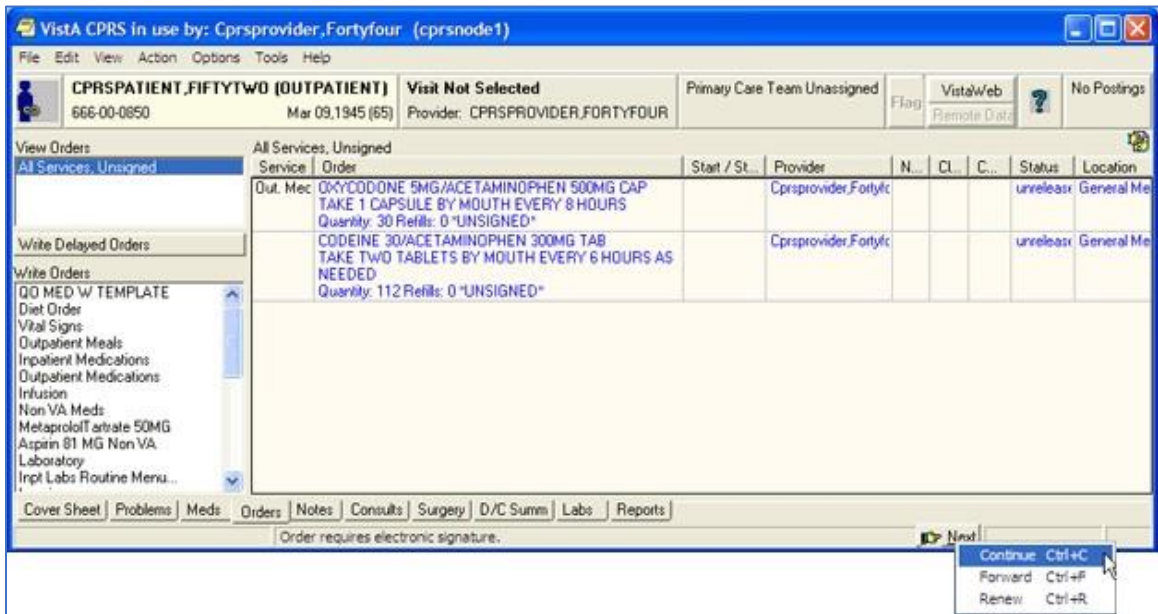 VistA CPRS in use by: Cprsprovider,Fortyfour (cprsnode1)
File Edit View Action Options Tools Help
CPRSPATIENT,FIFTYTWO (OUTPATIENT)
666-00-0850 Mar 09,1945 (65)
Visit Not Selected
Provider: CPRSPROVIDER,FORTYFOUR
Primary Care Team Unassigned
Flag
VistaWeb
Remote Data
?
No Postings
View Orders
All Services, Unsigned
Write Delayed Orders
Write Orders
QO MED W TEMPLATE
Diet Order
Vital Signs
Outpatient Meals
Inpatient Medications
Outpatient Medications
Infusion
Non VA Meds
MetaprololTartrate 50MG
Aspirin 81 MG Non VA
Laboratory
Inpt Labs Routine Menu...
All Services, Unsigned
Service Order Start / St... Provider N... Cl... C... Status Location
Out. Mec OXYCODONE 5MG/ACETAMINOPHEN 500MG CAP Cprsprovider,Fortyfc unreleas General Me
TAKE 1 CAPSULE BY MOUTH EVERY 8 HOURS
Quantity: 30 Refills: 0 *UNSIGNED*
CODEINE 30/ACETAMINOPHEN 300MG TAB Cprsprovider,Fortyfc unreleas General Me
TAKE TWO TABLETS BY MOUTH EVERY 6 HOURS AS
NEEDED
Quantity: 112 Refills: 0 *UNSIGNED*
Cover Sheet Problems Meds Orders Notes Consults Surgery D/C Summ Labs Reports
Order requires electronic signature.
Next
Continue Ctrl+C
Forward Ctrl+F
Renew Ctrl+R